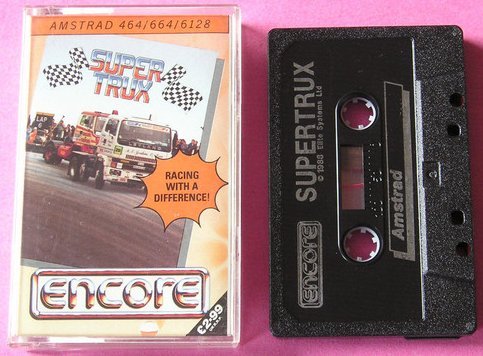 AMSTRAD 464/664/6128
SUPER
TRUX
RACING
WITH A
DIFFERENCE!
ENCORE
£2.99
SUPERTRUX
© 1988 Elite Systems Ltd
ENCORE
Amstrad